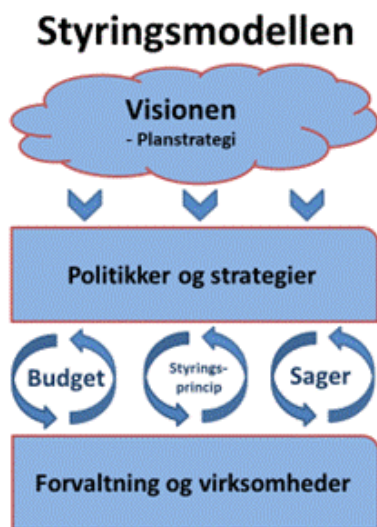 Styringsmodellen
Visionen
- Planstrategi
Politikker og strategier
Budget
Styrings-
princip
Sager
Forvaltning og virksomheder